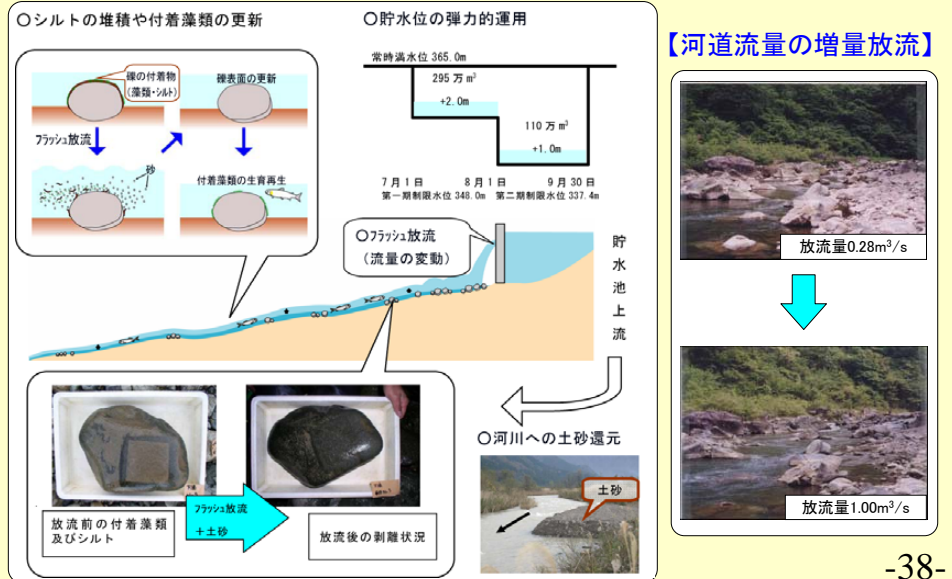 〇シルトの堆積や付着藻類の更新
礫の付着物
(藻類・シルト)
礫表面の更新
フラッシュ放流
砂
付着藻類の生育再生
〇貯水位の弾力的運用
常時満水位 365.0m
295 万 m³
+2.0m
110 万 m³
+1.0m
7月1日 8月1日 9月30日
第一期制限水位 348.0m 第二期制限水位 337.4m
〇フラッシュ放流
(流量の変動)
貯水池上流
放流前の付着藻類
及びシルト
フラッシュ放流
+土砂
放流後の剥離状況
〇河川への土砂還元
土砂
【河道流量の増量放流】
放流量0.28m³/s
放流量1.00m³/s
-38-